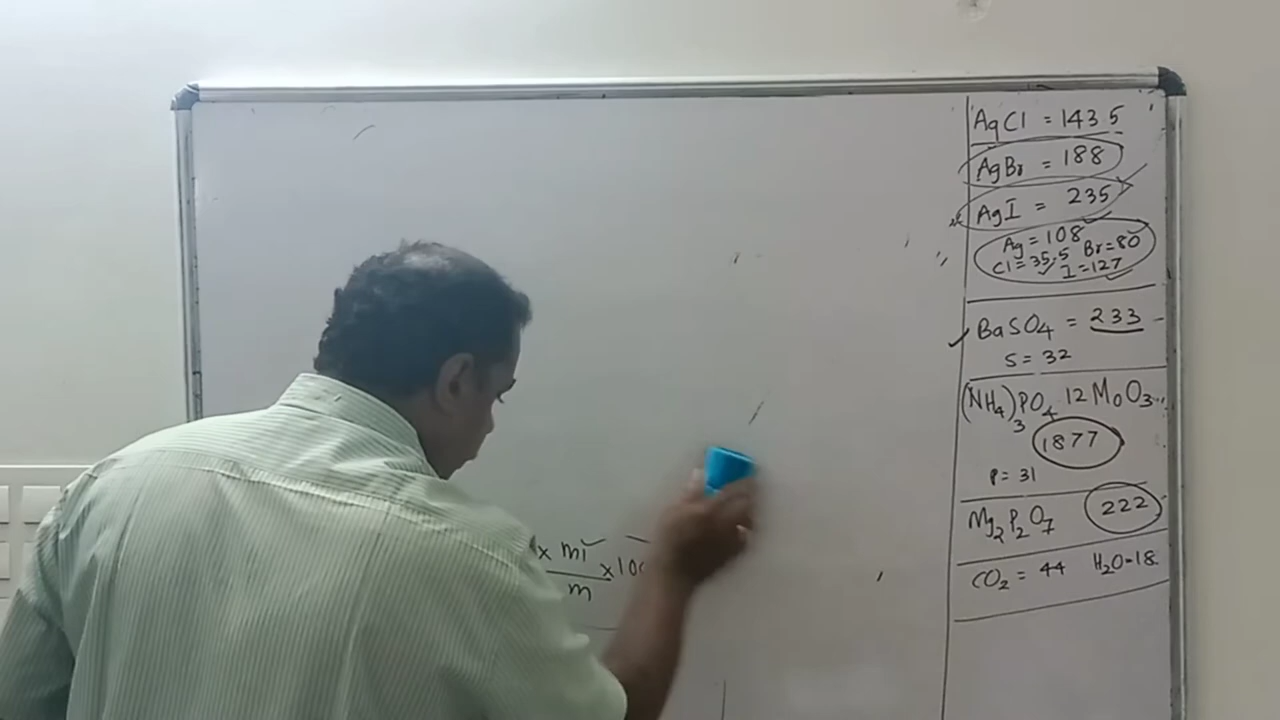 x m1 x 100
m
AgCl = 143 5
AgBr = 188
AgI = 235
Ag = 108 Br = 80
Cl = 35.5 I = 127
BaSO4 = 233
S = 32
(NH4)3PO4 12MoO3
1877
P = 31
Mg2P2O7 222
CO2 = 44 H2O = 18